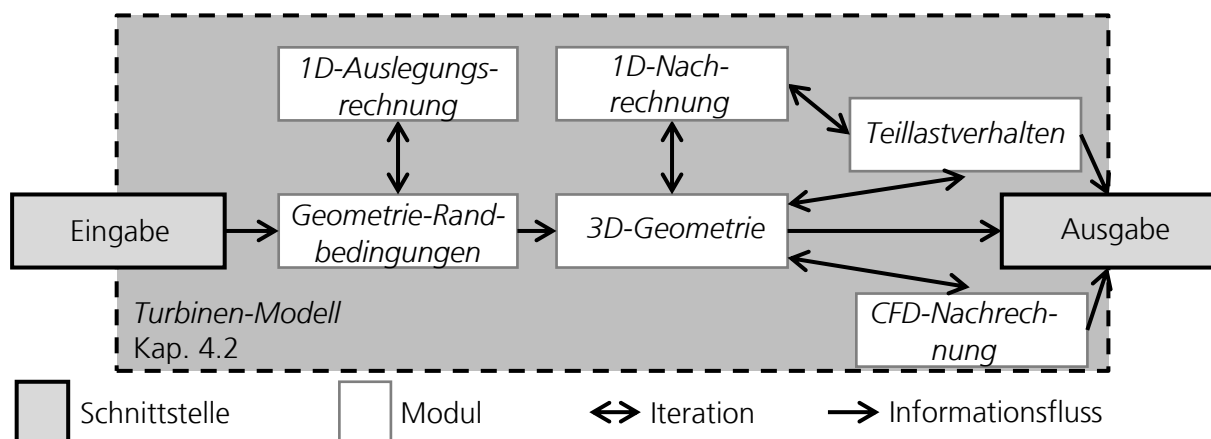 1D-Auslegungs-
rechnung
1D-Nach-
rechnung
Teillastverhalten
Eingabe
Geometrie-Rand-
bedingungen
3D-Geometrie
Ausgabe
Turbinen-Modell
Kap. 4.2
CFD-Nachrech-
nung
Schnittstelle
Modul
Iteration
Informationsfluss